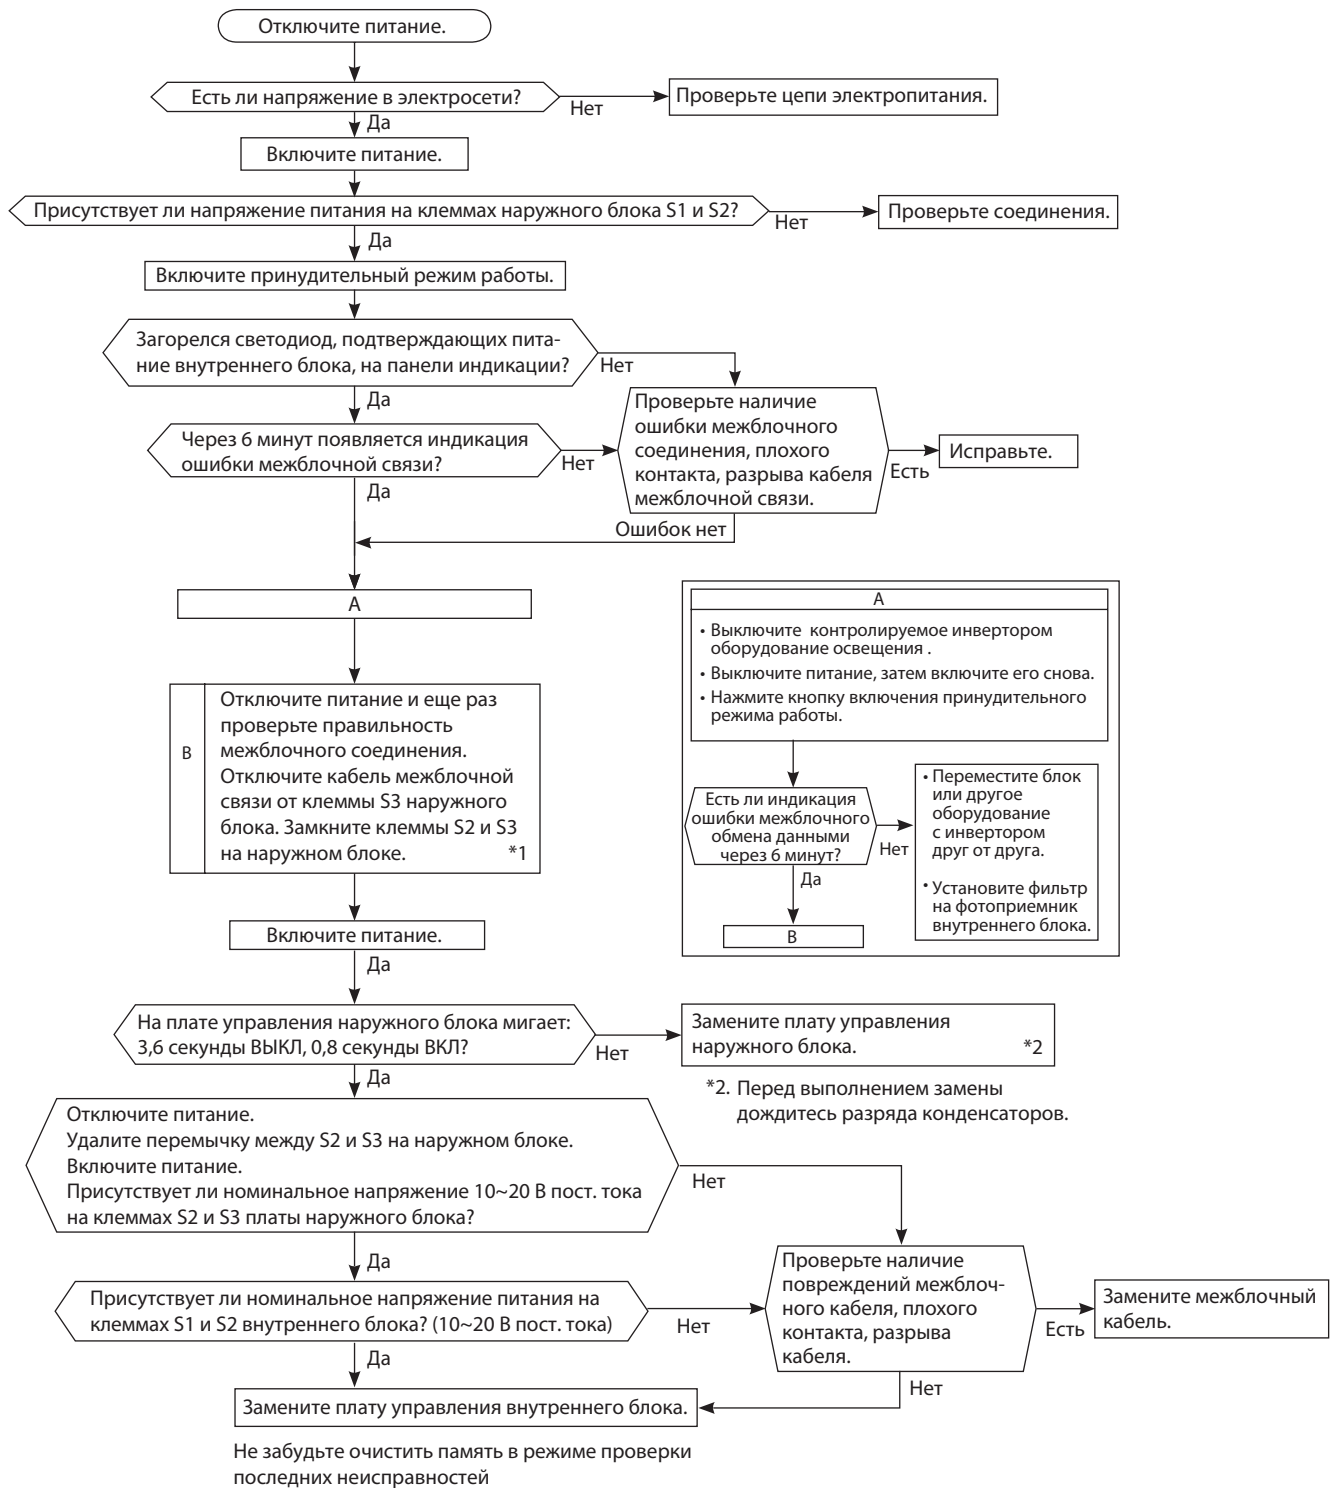 Отключите питание.
Есть ли напряжение в электросети?
Нет
Проверьте цепи электропитания.
Да
Включите питание.
Присутствует ли напряжение питания на клеммах наружного блока S1 и S2?
Нет
Проверьте соединения.
Да
Включите принудительный режим работы.
Загорелся светодиод, подтверждающих пита-
ние внутреннего блока, на панели индикации?
Нет
Да
Через 6 минут появляется индикация
ошибки межблочной связи?
Нет
Проверьте наличие
ошибки межблочного
соединения, плохого
контакта, разрыва кабеля
межблочной связи.
Есть
Исправьте.
Да
Ошибок нет
A
B
Отключите питание и еще раз
проверьте правильность
межблочного соединения.
Отключите кабель межблочной
связи от клеммы S3 наружного
блока. Замкните клеммы S2 и S3
на наружном блоке. *1
A
• Выключите контролируемое инвертором
оборудование освещения .
• Выключите питание, затем включите его снова.
• Нажмите кнопку включения принудительного
режима работы.
Есть ли индикация
ошибки межблочного
обмена данными
через 6 минут?
Нет
• Переместите блок
или другое
оборудование
с инвертором
друг от друга.
• Установите фильтр
на фотоприемник
внутреннего блока.
Да
B
Включите питание.
Да
На плате управления наружного блока мигает:
3,6 секунды ВЫКЛ, 0,8 секунды ВКЛ?
Нет
Замените плату управления
наружного блока. *2
*2. Перед выполнением замены
дождитесь разряда конденсаторов.
Да
Отключите питание.
Удалите перемычку между S2 и S3 на наружном блоке.
Включите питание.
Присутствует ли номинальное напряжение 10~20 В пост. тока
на клеммах S2 и S3 платы наружного блока?
Нет
Да
Присутствует ли номинальное напряжение питания на
клеммах S1 и S2 внутреннего блока? (10~20 В пост. тока)
Нет
Проверьте наличие
повреждений межблоч-
ного кабеля, плохого
контакта, разрыва
кабеля.
Есть
Замените межблочный
кабель.
Да
Нет
Замените плату управления внутреннего блока.
Не забудьте очистить память в режиме проверки
последних неисправностей